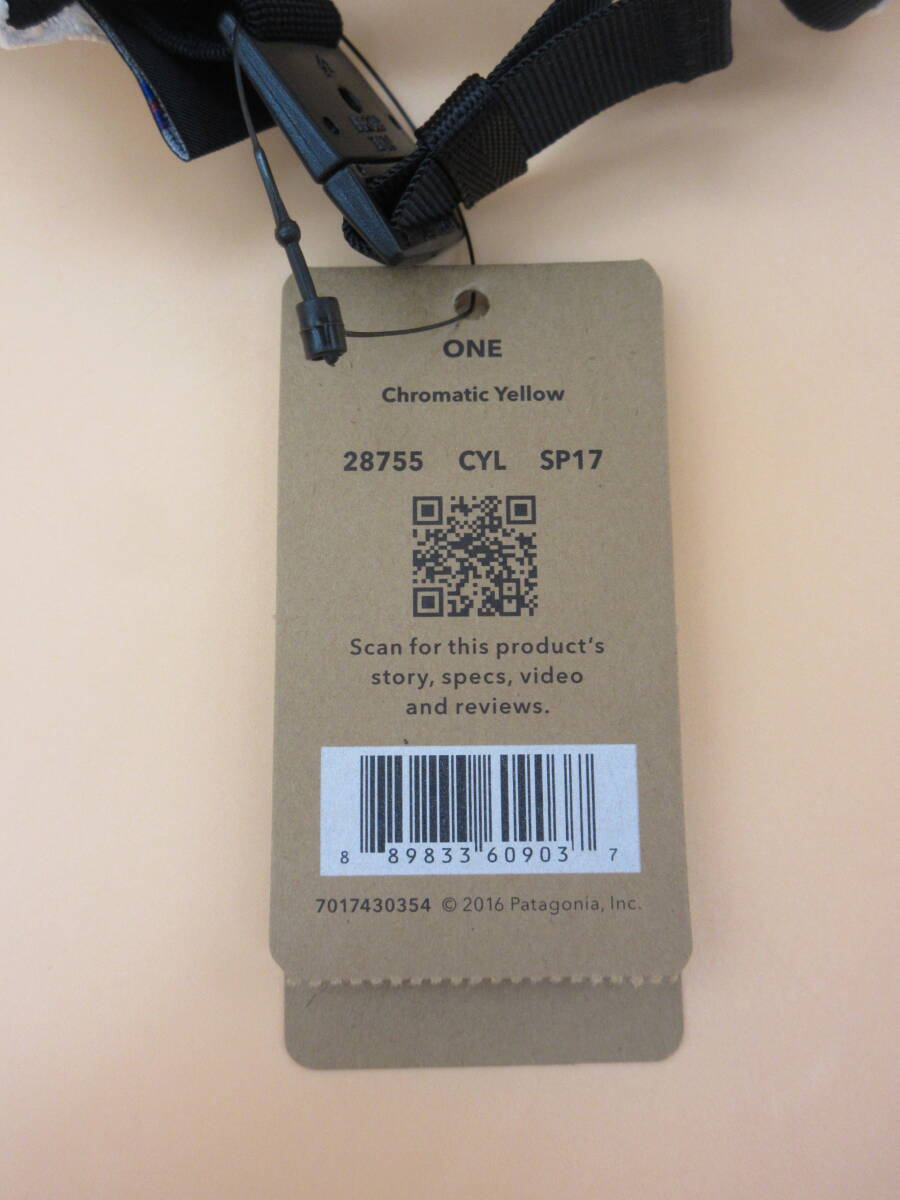 ONE
Chromatic Yellow
28755 CYL SP17
Scan for this product's
story, specs, video
and reviews.
8 89833 60903 7
7017430354 © 2016 Patagonia, Inc.